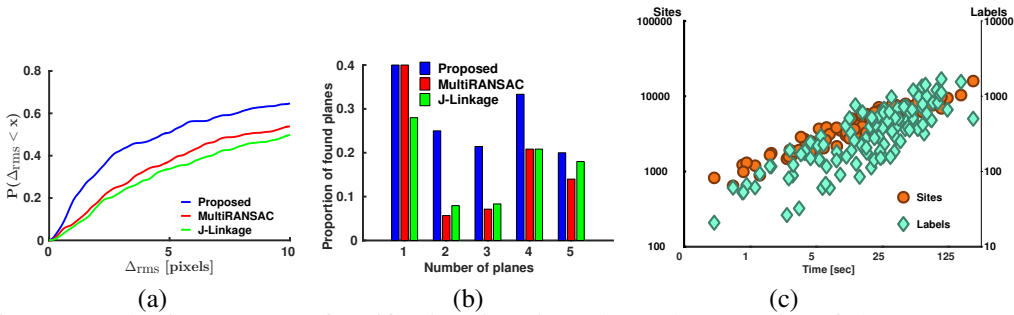 0.8
0.6
0.4
0.2
0
0
5
10
P(Δrms < x)
Δrms [pixels]
Proposed
MultiRANSAC
J-Linkage
(a)
0.4
0.3
0.2
0.1
0.0
1 2 3 4 5
Proportion of found planes
Number of planes
Proposed
MultiRANSAC
J-Linkage
(b)
Sites
Labels
100000
10000
1000
100
10000
1000
100
10
0 1 5 25 125
Time [sec]
Sites
Labels
(c)